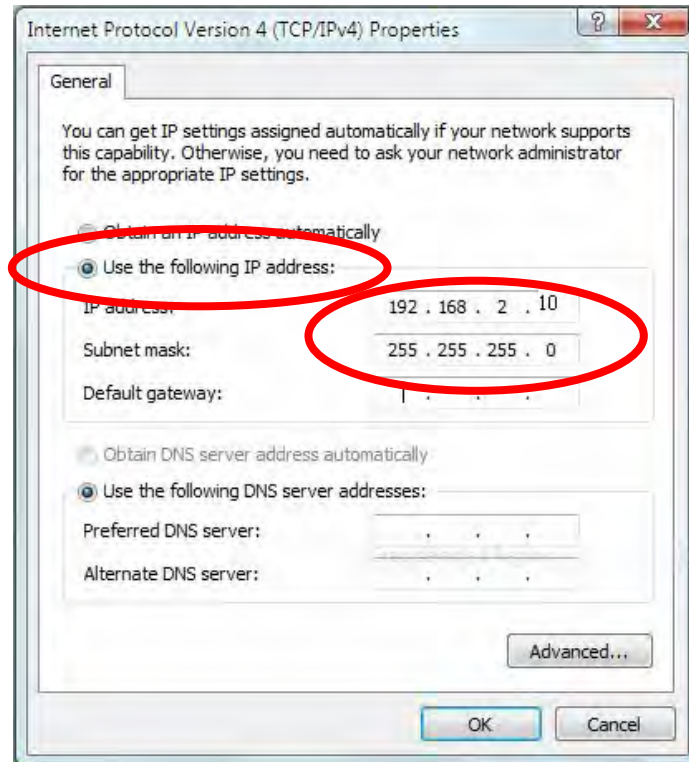 Internet Protocol Version 4 (TCP/IPv4) Properties
General
You can get IP settings assigned automatically if your network supports
this capability. Otherwise, you need to ask your network administrator
for the appropriate IP settings.
Obtain an IP address automatically
Use the following IP address:
IP address: 192 . 168 . 2 . 10
Subnet mask: 255 . 255 . 255 . 0
Default gateway: . . .
Obtain DNS server address automatically
Use the following DNS server addresses:
Preferred DNS server: . . .
Alternate DNS server: . . .
Advanced...
OK Cancel